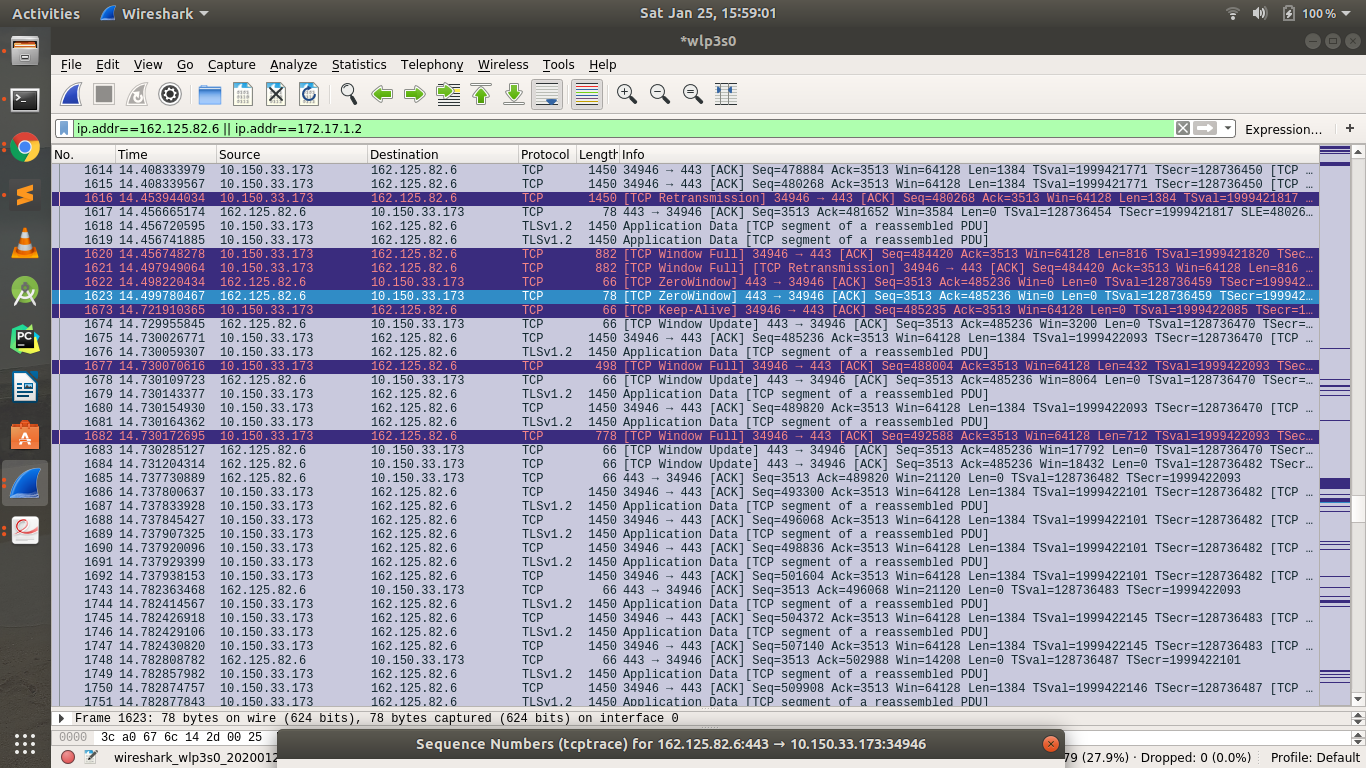 Activities Wireshark Sat Jan 25, 15:59:01 100 %
*wlp3s0
File Edit View Go Capture Analyze Statistics Telephony Wireless Tools Help
ip.addr==162.125.82.6 || ip.addr==172.17.1.2 Expression… +
No. Time Source Destination Protocol Length Info
1614 14.408333979 10.150.33.173 162.125.82.6 TCP 1450 34946 → 443 [ACK] Seq=478884 Ack=3513 Win=64128 Len=1384 TSval=1999421771 TSecr=128736450 [TCP …
1615 14.408339567 10.150.33.173 162.125.82.6 TCP 1450 34946 → 443 [ACK] Seq=480268 Ack=3513 Win=64128 Len=1384 TSval=1999421771 TSecr=128736450 [TCP …
1616 14.453944034 10.150.33.173 162.125.82.6 TCP 1450 [TCP Retransmission] 34946 → 443 [ACK] Seq=480268 Ack=3513 Win=64128 Len=1384 TSval=1999421817 TS…
1617 14.456665174 162.125.82.6 10.150.33.173 TCP 78 443 → 34946 [ACK] Seq=3513 Ack=481652 Win=3584 Len=0 TSval=128736454 TSecr=1999421817 SLE=48026…
1618 14.456720595 10.150.33.173 162.125.82.6 TLSv1.2 1450 Application Data [TCP segment of a reassembled PDU]
1619 14.456741885 10.150.33.173 162.125.82.6 TLSv1.2 1450 Application Data [TCP segment of a reassembled PDU]
1620 14.456748278 10.150.33.173 162.125.82.6 TCP 882 [TCP Window Full] 34946 → 443 [ACK] Seq=484420 Ack=3513 Win=64128 Len=816 TSval=1999421820 TSec…
1621 14.497949064 10.150.33.173 162.125.82.6 TCP 882 [TCP Window Full] [TCP Retransmission] 34946 → 443 [ACK] Seq=484420 Ack=3513 Win=64128 Len=816 …
1622 14.498220434 162.125.82.6 10.150.33.173 TCP 66 [TCP ZeroWindow] 443 → 34946 [ACK] Seq=3513 Ack=485236 Win=0 Len=0 TSval=128736459 TSecr=19994…
1623 14.499780467 162.125.82.6 10.150.33.173 TCP 78 [TCP ZeroWindow] 443 → 34946 [ACK] Seq=3513 Ack=485236 Win=0 Len=0 TSval=128736459 TSecr=19994…
1673 14.721910365 10.150.33.173 162.125.82.6 TCP 66 [TCP Keep-Alive] 34946 → 443 [ACK] Seq=485235 Ack=3513 Win=64128 Len=0 TSval=1999422085 TSecr=1…
1674 14.729955845 162.125.82.6 10.150.33.173 TCP 66 [TCP Window Update] 443 → 34946 [ACK] Seq=3513 Ack=485236 Win=3200 Len=0 TSval=128736470 TSecr=…
1675 14.730026771 10.150.33.173 162.125.82.6 TCP 1450 34946 → 443 [ACK] Seq=485236 Ack=3513 Win=64128 Len=1384 TSval=1999422093 TSecr=128736470 [TCP …
1676 14.730059307 10.150.33.173 162.125.82.6 TLSv1.2 1450 Application Data [TCP segment of a reassembled PDU]
1677 14.730070616 10.150.33.173 162.125.82.6 TCP 498 [TCP Window Full] 34946 → 443 [ACK] Seq=488004 Ack=3513 Win=64128 Len=432 TSval=1999422093 TSec…
1678 14.730109723 162.125.82.6 10.150.33.173 TCP 66 [TCP Window Update] 443 → 34946 [ACK] Seq=3513 Ack=485236 Win=8064 Len=0 TSval=128736470 TSecr=…
1679 14.730143377 10.150.33.173 162.125.82.6 TLSv1.2 1450 Application Data [TCP segment of a reassembled PDU]
1680 14.730154930 10.150.33.173 162.125.82.6 TCP 1450 34946 → 443 [ACK] Seq=489820 Ack=3513 Win=64128 Len=1384 TSval=1999422093 TSecr=128736470 [TCP …
1681 14.730164362 10.150.33.173 162.125.82.6 TLSv1.2 1450 Application Data [TCP segment of a reassembled PDU]
1682 14.730172695 10.150.33.173 162.125.82.6 TCP 778 [TCP Window Full] 34946 → 443 [ACK] Seq=492588 Ack=3513 Win=64128 Len=712 TSval=1999422093 TSec…
1683 14.730285127 162.125.82.6 10.150.33.173 TCP 66 [TCP Window Update] 443 → 34946 [ACK] Seq=3513 Ack=485236 Win=17792 Len=0 TSval=128736470 TSecr…
1684 14.731204314 162.125.82.6 10.150.33.173 TCP 66 [TCP Window Update] 443 → 34946 [ACK] Seq=3513 Ack=485236 Win=18432 Len=0 TSval=128736482 TSecr…
1685 14.737730889 162.125.82.6 10.150.33.173 TCP 66 443 → 34946 [ACK] Seq=3513 Ack=489820 Win=21120 Len=0 TSval=128736482 TSecr=1999422093
1686 14.737800637 10.150.33.173 162.125.82.6 TCP 1450 34946 → 443 [ACK] Seq=493300 Ack=3513 Win=64128 Len=1384 TSval=1999422101 TSecr=128736482 [TCP …
1687 14.737833928 10.150.33.173 162.125.82.6 TLSv1.2 1450 Application Data [TCP segment of a reassembled PDU]
1688 14.737845427 10.150.33.173 162.125.82.6 TCP 1450 34946 → 443 [ACK] Seq=496068 Ack=3513 Win=64128 Len=1384 TSval=1999422101 TSecr=128736482 [TCP …
1689 14.737907325 10.150.33.173 162.125.82.6 TLSv1.2 1450 Application Data [TCP segment of a reassembled PDU]
1690 14.737920096 10.150.33.173 162.125.82.6 TCP 1450 34946 → 443 [ACK] Seq=498836 Ack=3513 Win=64128 Len=1384 TSval=1999422101 TSecr=128736482 [TCP …
1691 14.737929399 10.150.33.173 162.125.82.6 TLSv1.2 1450 Application Data [TCP segment of a reassembled PDU]
1692 14.737938153 10.150.33.173 162.125.82.6 TCP 1450 34946 → 443 [ACK] Seq=501604 Ack=3513 Win=64128 Len=1384 TSval=1999422101 TSecr=128736482 [TCP …
1743 14.782363468 162.125.82.6 10.150.33.173 TCP 66 443 → 34946 [ACK] Seq=3513 Ack=496068 Win=21120 Len=0 TSval=128736483 TSecr=1999422093
1744 14.782414567 10.150.33.173 162.125.82.6 TLSv1.2 1450 Application Data [TCP segment of a reassembled PDU]
1745 14.782426918 10.150.33.173 162.125.82.6 TCP 1450 34946 → 443 [ACK] Seq=504372 Ack=3513 Win=64128 Len=1384 TSval=1999422145 TSecr=128736483 [TCP …
1746 14.782429106 10.150.33.173 162.125.82.6 TLSv1.2 1450 Application Data [TCP segment of a reassembled PDU]
1747 14.782430820 10.150.33.173 162.125.82.6 TCP 1450 34946 → 443 [ACK] Seq=507140 Ack=3513 Win=64128 Len=1384 TSval=1999422145 TSecr=128736483 [TCP …
1748 14.782808782 162.125.82.6 10.150.33.173 TCP 66 443 → 34946 [ACK] Seq=3513 Ack=502988 Win=14208 Len=0 TSval=128736487 TSecr=1999422101
1749 14.782857982 10.150.33.173 162.125.82.6 TLSv1.2 1450 Application Data [TCP segment of a reassembled PDU]
1750 14.782874757 10.150.33.173 162.125.82.6 TCP 1450 34946 → 443 [ACK] Seq=509908 Ack=3513 Win=64128 Len=1384 TSval=1999422146 TSecr=128736487 [TCP …
1751 14.782877843 10.150.33.173 162.125.82.6 TLSv1.2 1450 Application Data [TCP segment of a reassembled PDU]
Frame 1623: 78 bytes on wire (624 bits), 78 bytes captured (624 bits) on interface 0
0000 3c a0 67 6c 14 2d 00 25
Sequence Numbers (tcptrace) for 162.125.82.6:443 → 10.150.33.173:34946
wireshark_wlp3s0_2020012 79 (27.9%) · Dropped: 0 (0.0%) Profile: Default